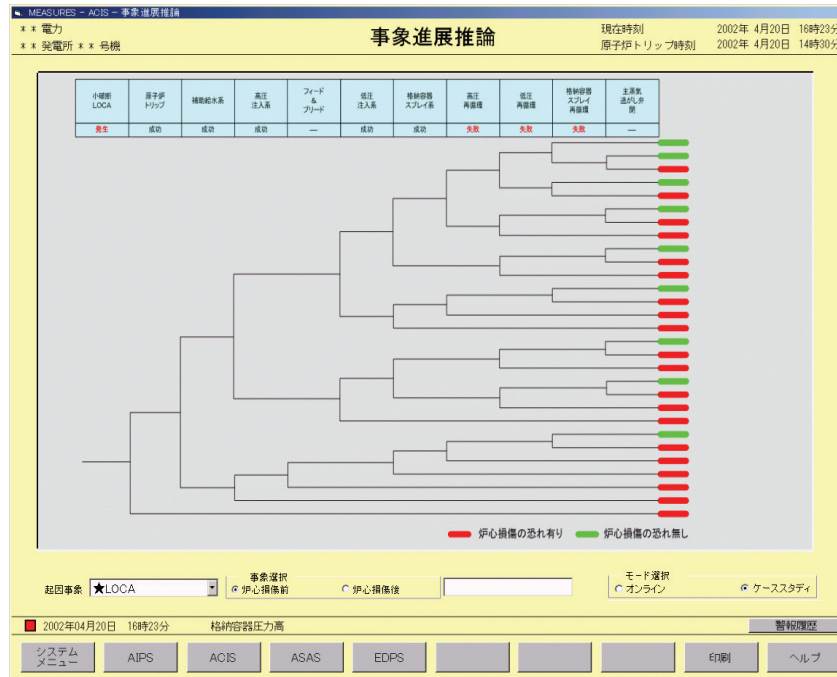 MEASURES - ACIS - 事象進展推論
＊＊電力
＊＊発電所 ＊＊号機
事象進展推論
現在時刻 2002年 4月20日 16時23分
原子炉トリップ時刻 2002年 4月20日 14時30分
小破断 LOCA
原子炉 トリップ
補助給水系
高圧 注入系
フィード & ブリード
低圧 注入系
格納容器 スプレイ系
高圧 再循環
低圧 再循環
格納容器 スプレイ 再循環
主蒸気 逃がし弁 閉
発生 成功 成功 成功 — 成功 成功 失敗 失敗 失敗 —
炉心損傷の恐れ有り 炉心損傷の恐れ無し
起因事象 ★LOCA
事象選択
炉心損傷前 炉心損傷後
モード選択
オンライン ケーススタディ
2002年04月20日 16時23分 格納容器圧力高
警報履歴
システム メニュー
AIPS
ACIS
ASAS
EDPS
印刷
ヘルプ